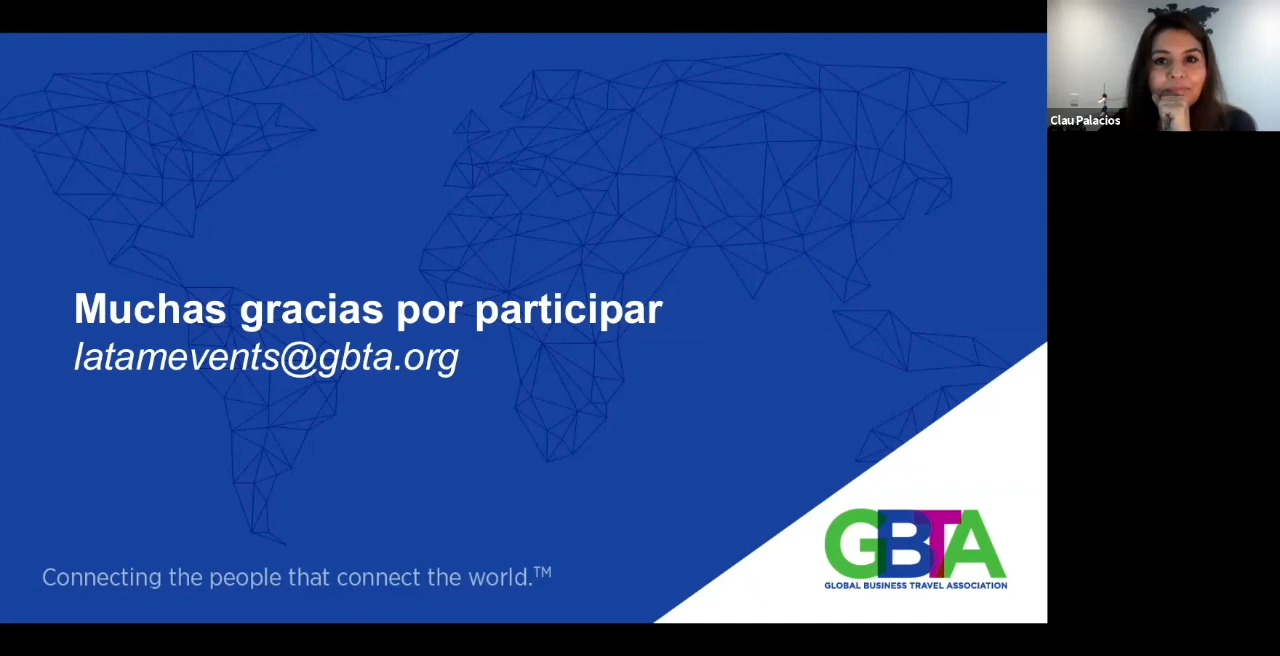 Muchas gracias por participar
latamevents@gbta.org
Connecting the people that connect the world.™
GBTA
GLOBAL BUSINESS TRAVEL ASSOCIATION
Clau Palacios